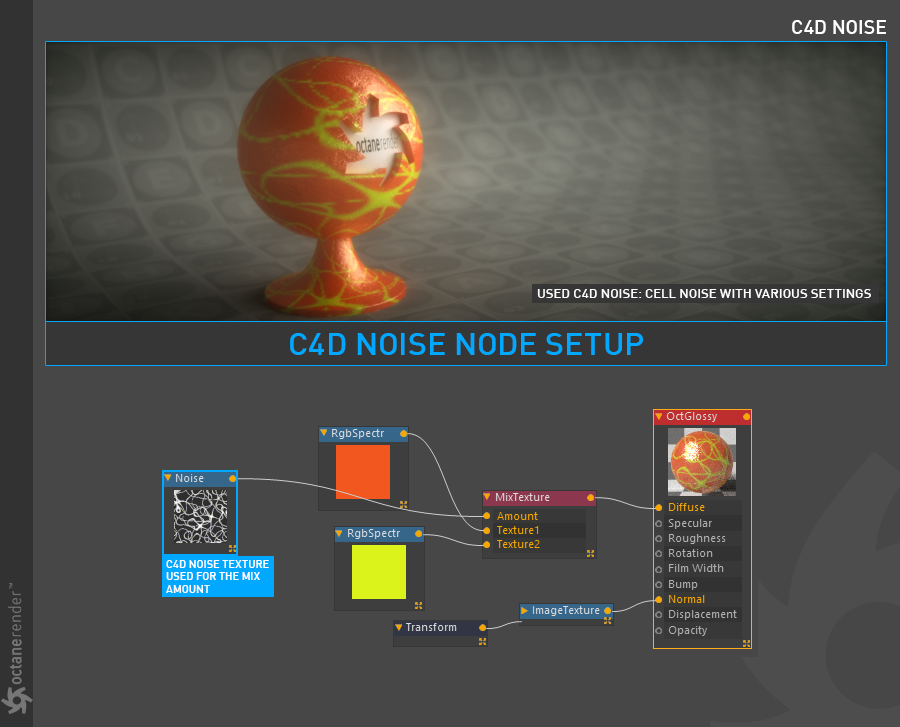 C4D NOISE
octanerender
USED C4D NOISE: CELL NOISE WITH VARIOUS SETTINGS
C4D NOISE NODE SETUP
OctGlossy
RgbSpectr
Noise
MixTexture
Diffuse
Amount
Specular
Texture1
RgbSpectr
Roughness
Texture2
Rotation
C4D NOISE TEXTURE
USED FOR THE MIX
AMOUNT
Film Width
Bump
Normal
ImageTexture
Displacement
Transform
Opacity
octanerender™